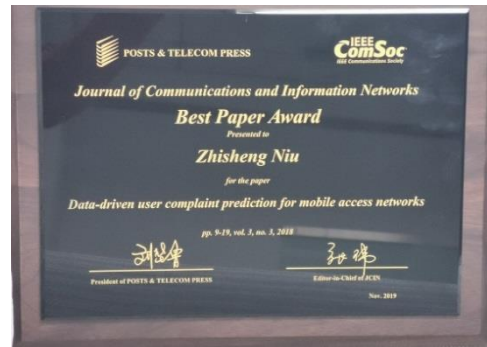 POSTS & TELECOM PRESS
IEEE
ComSoc
IEEE Communications Society
Journal of Communications and Information Networks
Best Paper Award
Presented to
Zhisheng Niu
for the paper
Data-driven user complaint prediction for mobile access networks
pp. 9-19, vol. 3, no. 3, 2018
President of POSTS & TELECOM PRESS
Editor-in-Chief of JCIN
Nov. 2019